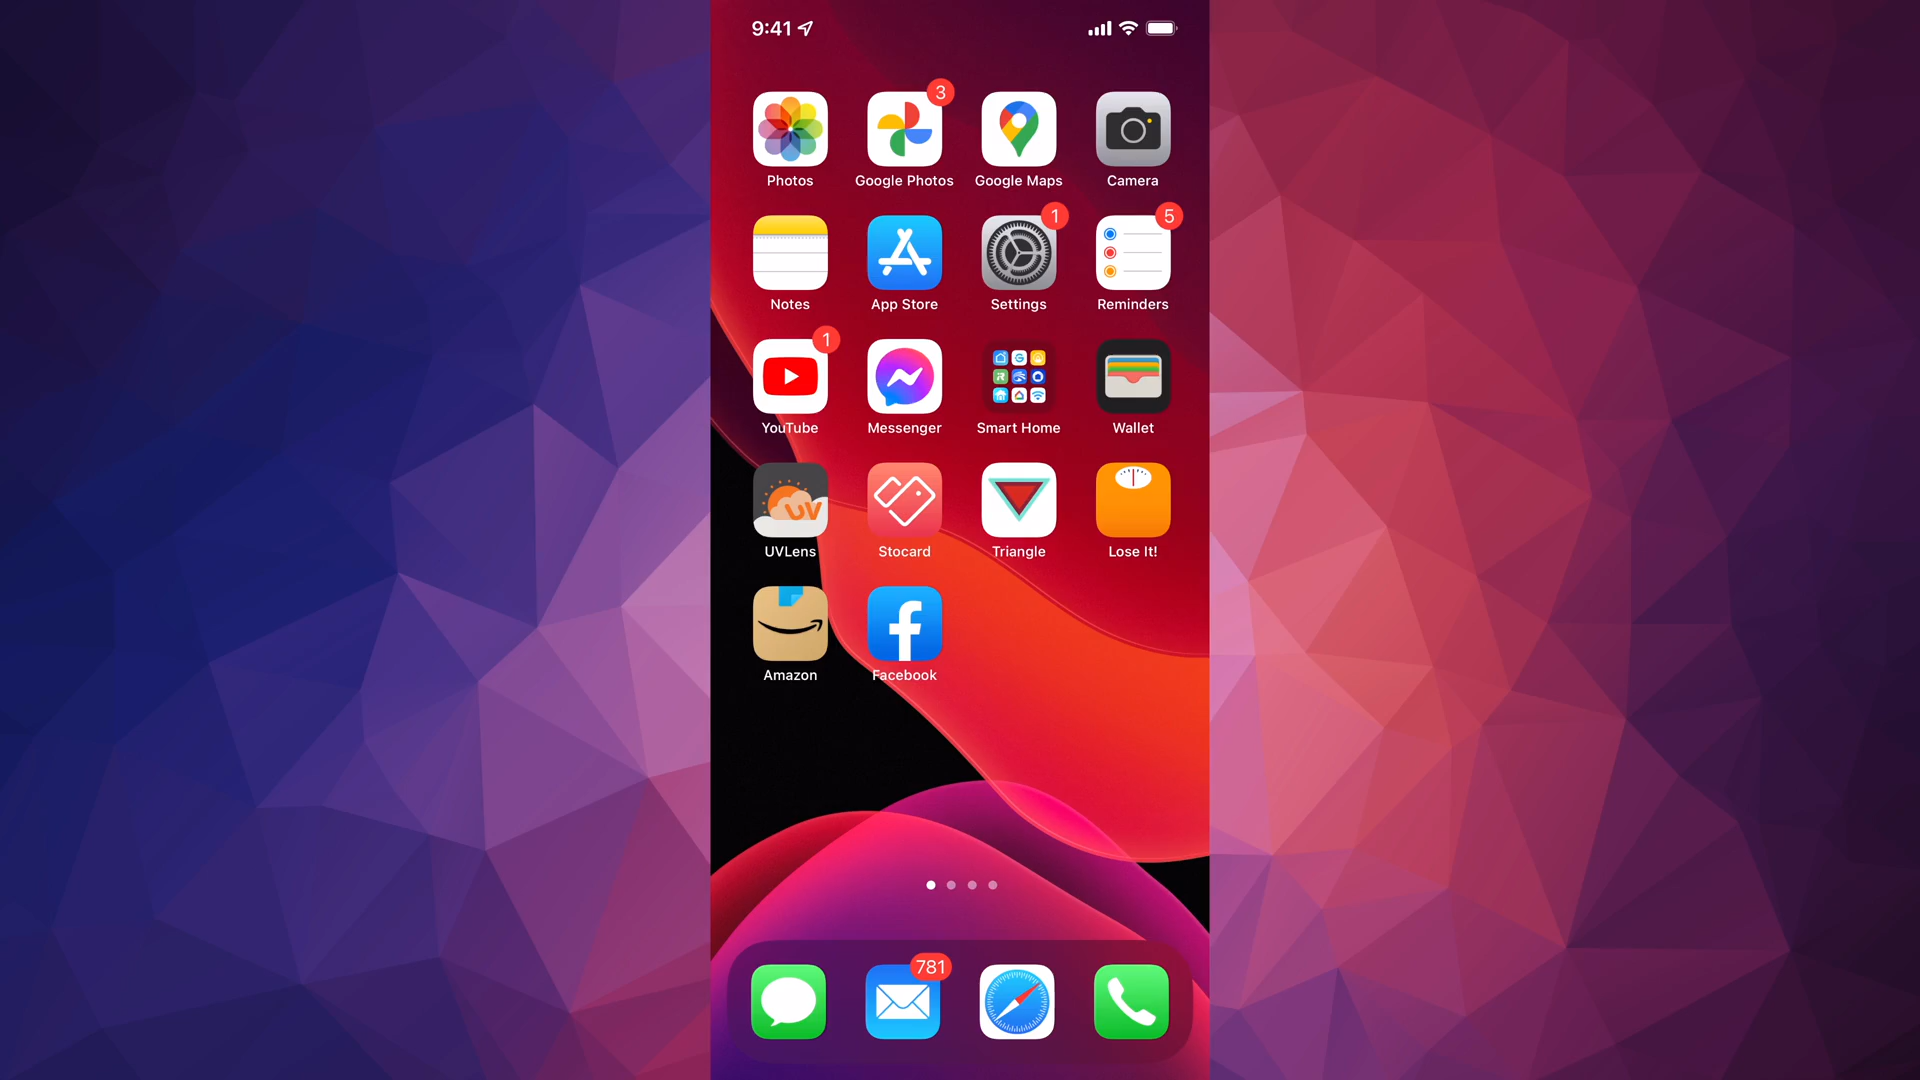 9:41
3
Photos Google Photos Google Maps Camera
1 5
Notes App Store Settings Reminders
1
YouTube Messenger Smart Home Wallet
UV
UVLens Stocard Triangle Lose It!
Amazon Facebook
781